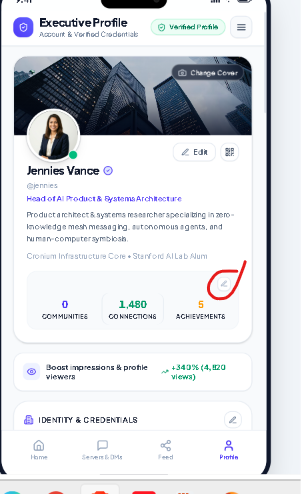 Executive Profile
Account & Verified Credentials
Verified Profile
Change Cover
Edit
Jennies Vance
@jennies
Head of AI Product & Systems Architecture
Product architect & systems researcher specializing in zero-
knowledge mesh messaging, autonomous agents, and
human-computer symbiosis.
Cronium Infrastructure Core • Stanford AI Lab Alum
0
COMMUNITIES
1,480
CONNECTIONS
5
ACHIEVEMENTS
Boost impressions & profile
viewers
+340% (4,820
views)
IDENTITY & CREDENTIALS
Home
Servers & DMs
Feed
Profile